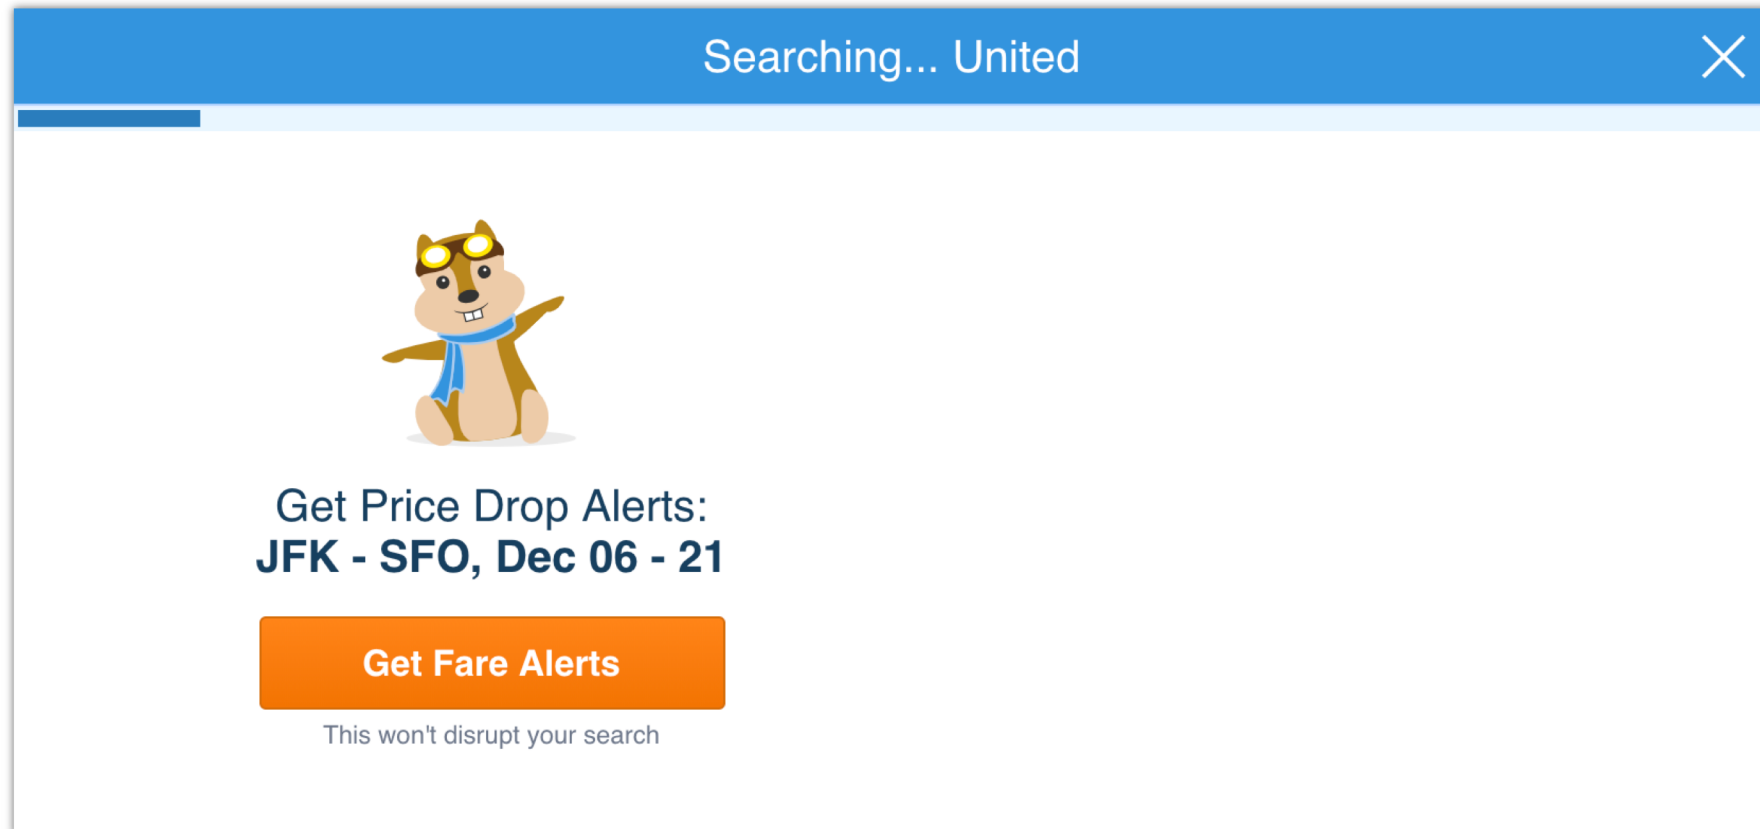 Searching... United
Get Price Drop Alerts:
JFK - SFO, Dec 06 - 21
Get Fare Alerts
This won't disrupt your search